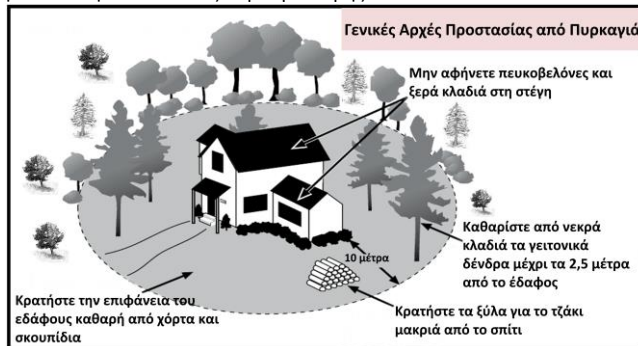 Γενικές Αρχές Προστασίας από Πυρκαγιά
Μην αφήνετε πευκοβελόνες και
ξερά κλαδιά στη στέγη
Καθαρίστε από νεκρά
κλαδιά τα γειτονικά
δένδρα μέχρι τα 2,5 μέτρα
από το έδαφος
10 μέτρα
Κρατήστε την επιφάνεια του
εδάφους καθαρή από χόρτα και
σκουπίδια
Κρατήστε τα ξύλα για το τζάκι
μακριά από το σπίτι